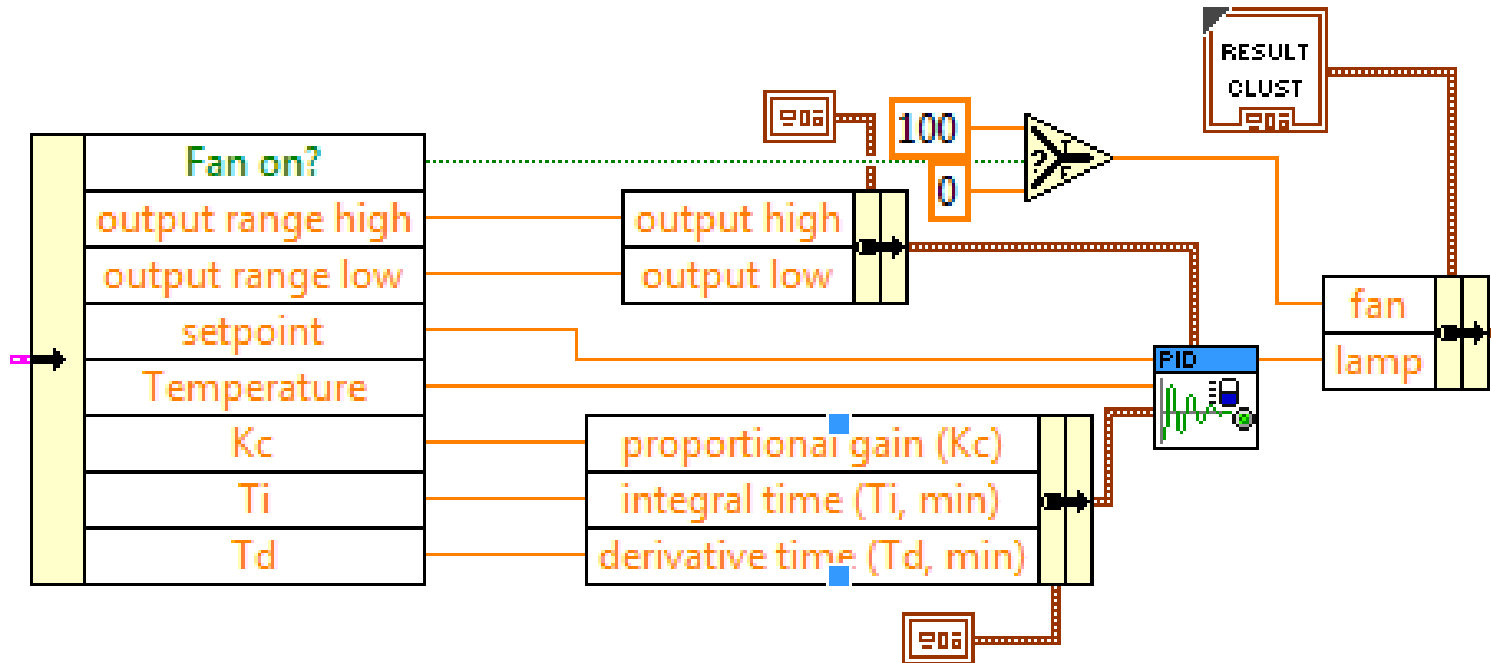 RESULT
CLUST
100
Fan on?
?
T
F
0
output range high
output high
output range low
output low
fan
setpoint
PID
lamp
Temperature
Kc
proportional gain (Kc)
Ti
integral time (Ti, min)
Td
derivative time (Td, min)